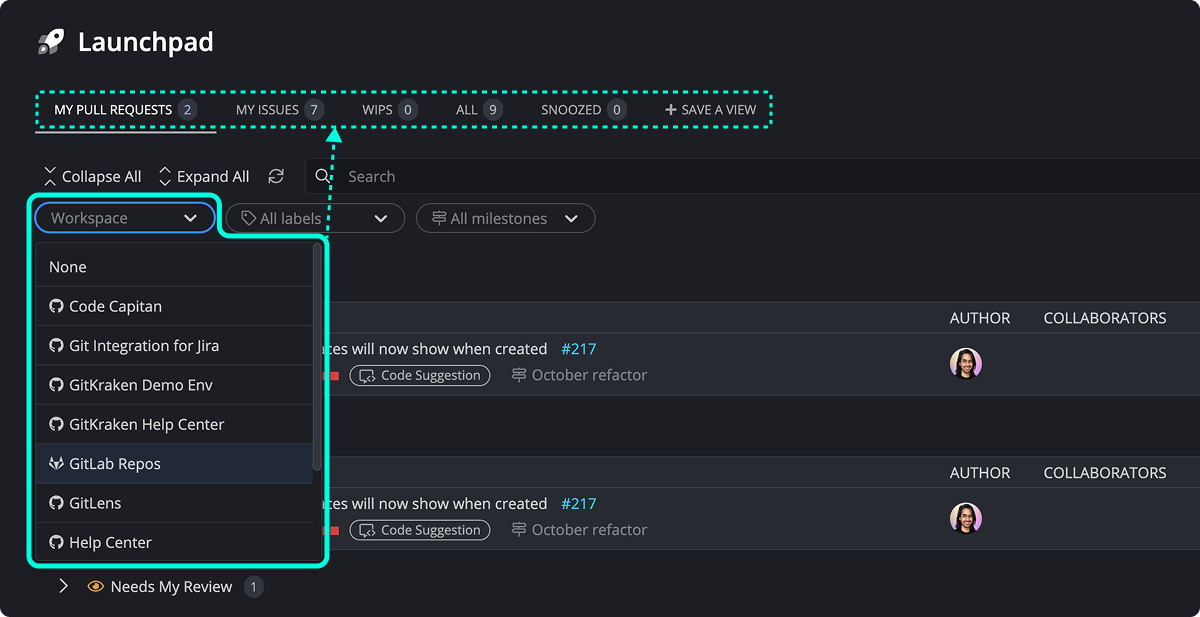 Launchpad
MY PULL REQUESTS 2 MY ISSUES 7 WIPS 0 ALL 9 SNOOZED 0 + SAVE A VIEW
Collapse All Expand All Search
Workspace All labels All milestones
None
Code Capitan
AUTHOR COLLABORATORS
Git Integration for Jira
will now show when created #217
Code Suggestion October refactor
GitKraken Demo Env
GitKraken Help Center
GitLab Repos
AUTHOR COLLABORATORS
GitLens
will now show when created #217
Code Suggestion October refactor
Help Center
Needs My Review 1